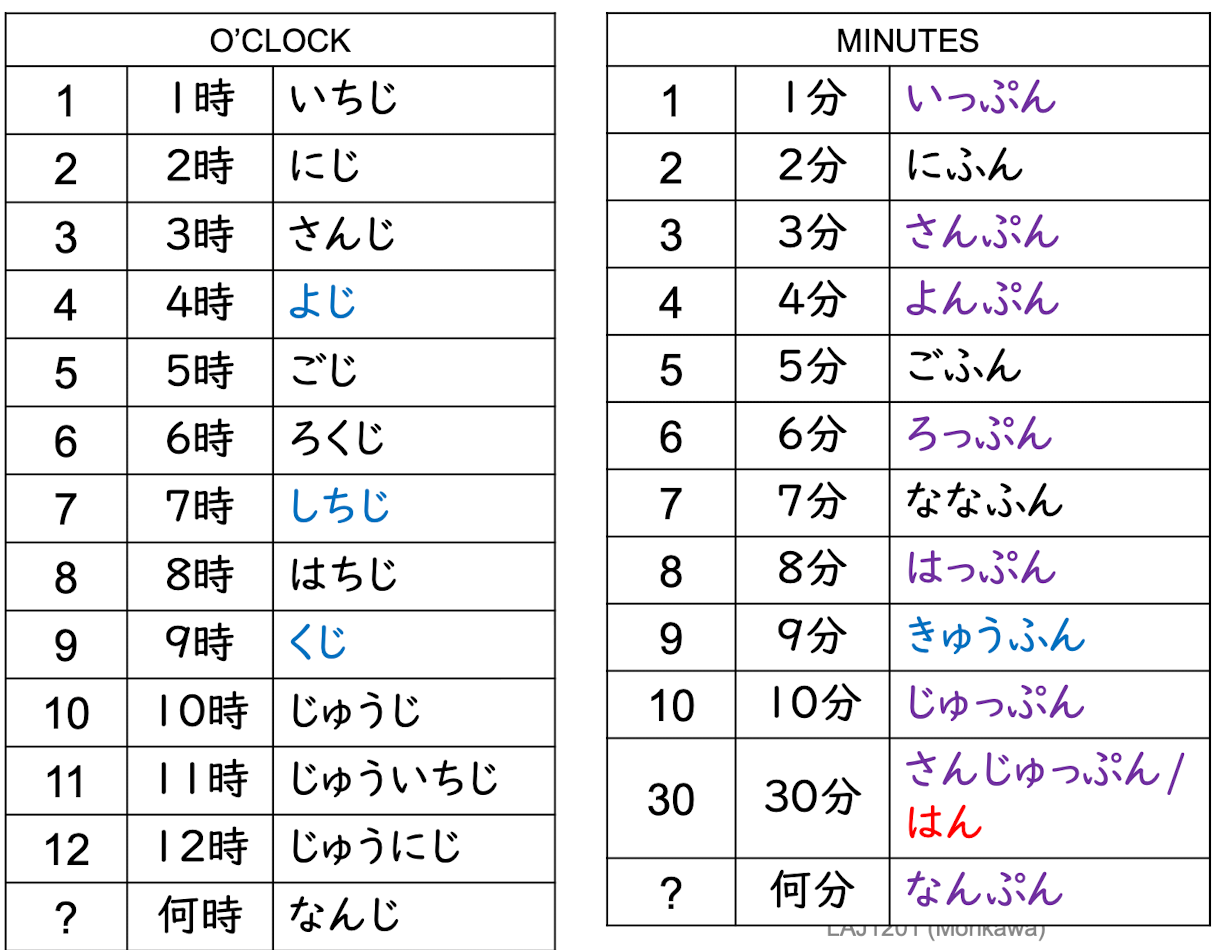 O’CLOCK
1 1時 いちじ
2 2時 にじ
3 3時 さんじ
4 4時 よじ
5 5時 ごじ
6 6時 ろくじ
7 7時 しちじ
8 8時 はちじ
9 9時 くじ
10 10時 じゅうじ
11 11時 じゅういちじ
12 12時 じゅうにじ
? 何時 なんじ
MINUTES
1 1分 いっぷん
2 2分 にふん
3 3分 さんぷん
4 4分 よんぷん
5 5分 ごふん
6 6分 ろっぷん
7 7分 ななふん
8 8分 はっぷん
9 9分 きゅうふん
10 10分 じゅっぷん
30 30分 さんじゅっぷん/
はん
? 何分 なんぷん
LAJ1201 (Morikawa)